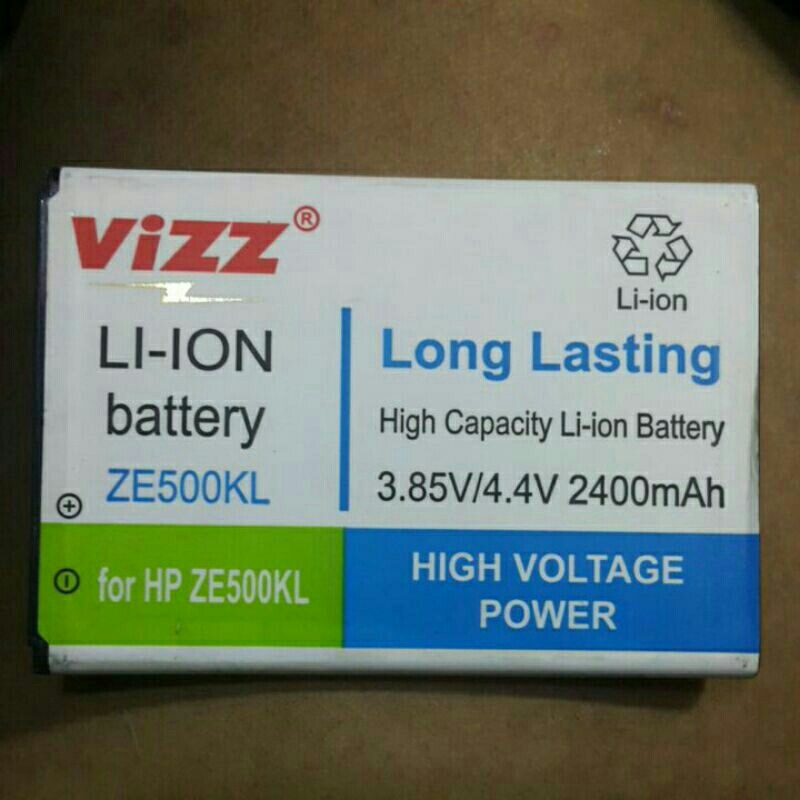 ViZZ®
Li-ion
LI-ION
battery
ZE500KL
Long Lasting
High Capacity Li-ion Battery
3.85V/4.4V 2400mAh
+
-
for HP ZE500KL
HIGH VOLTAGE
POWER